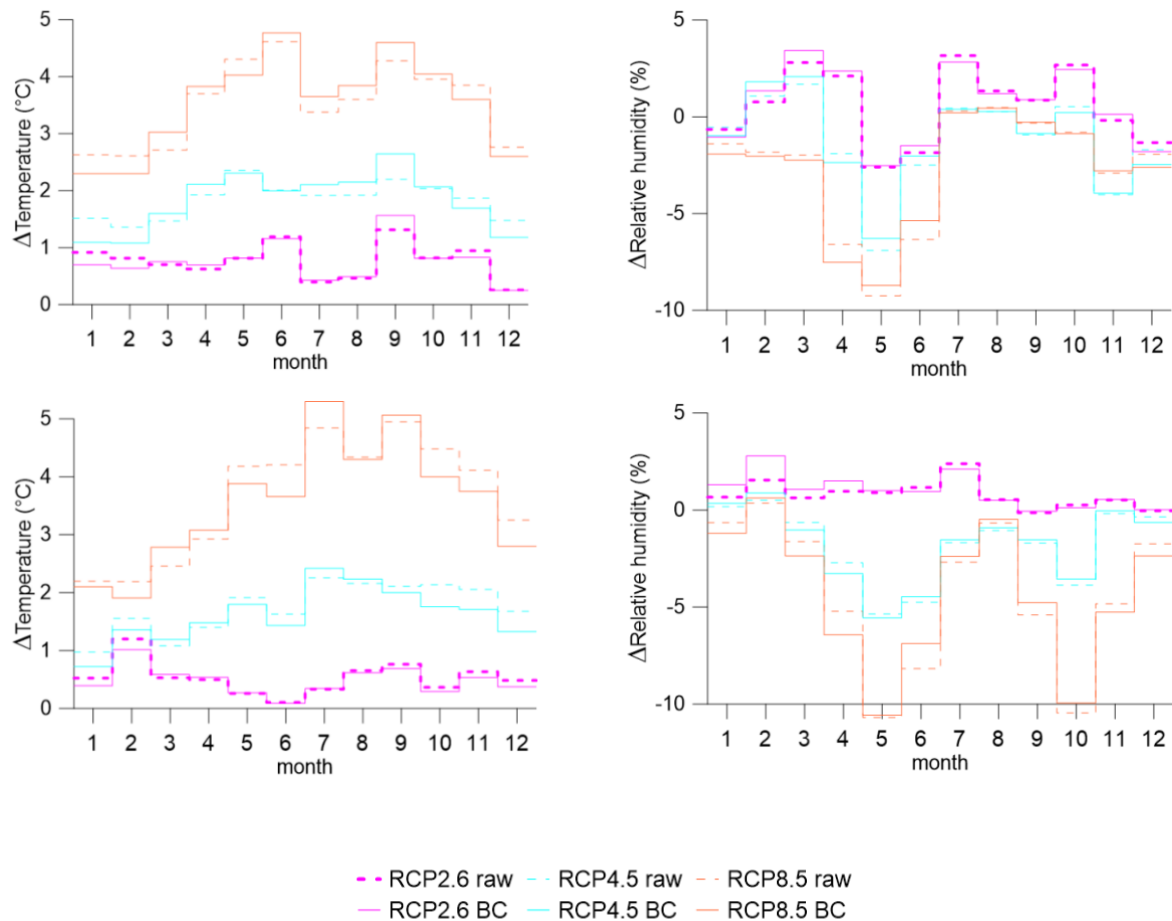 ΔTemperature (°C)
5
4
3
2
1
0
1 2 3 4 5 6 7 8 9 10 11 12
month
ΔRelative humidity (%)
5
0
-5
-10
1 2 3 4 5 6 7 8 9 10 11 12
month
ΔTemperature (°C)
5
4
3
2
1
0
1 2 3 4 5 6 7 8 9 10 11 12
month
ΔRelative humidity (%)
5
0
-5
-10
1 2 3 4 5 6 7 8 9 10 11 12
month
RCP2.6 raw RCP4.5 raw RCP8.5 raw
RCP2.6 BC RCP4.5 BC RCP8.5 BC